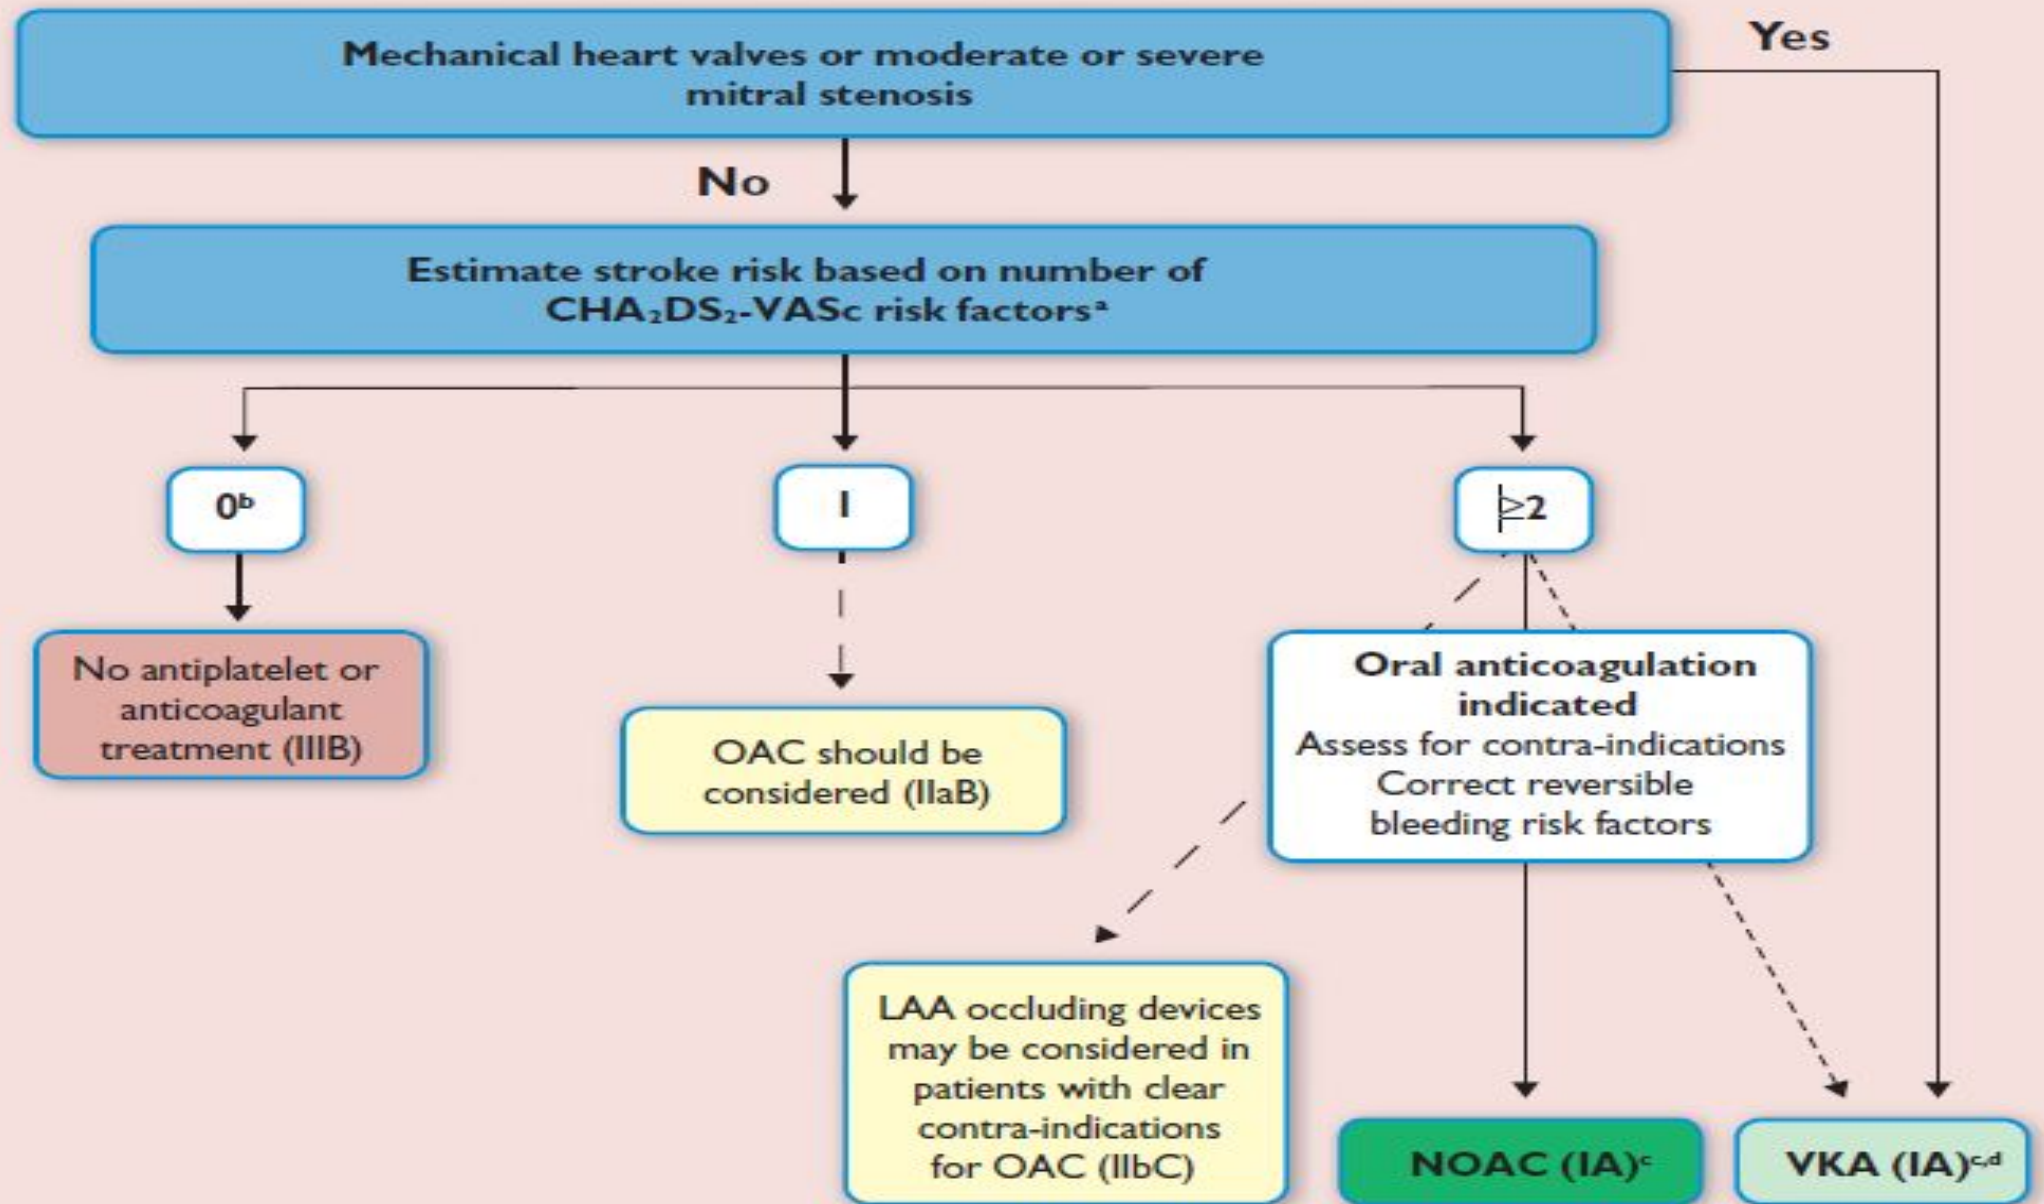 Mechanical heart valves or moderate or severe
mitral stenosis
Yes
No
Estimate stroke risk based on number of
CHA₂DS₂-VASc risk factorsᵃ
0ᵇ
1
≥2
No antiplatelet or
anticoagulant
treatment (IIIB)
OAC should be
considered (IIaB)
Oral anticoagulation
indicated
Assess for contra-indications
Correct reversible
bleeding risk factors
LAA occluding devices
may be considered in
patients with clear
contra-indications
for OAC (IIbC)
NOAC (IA)ᶜ
VKA (IA)ᶜ,ᵈ